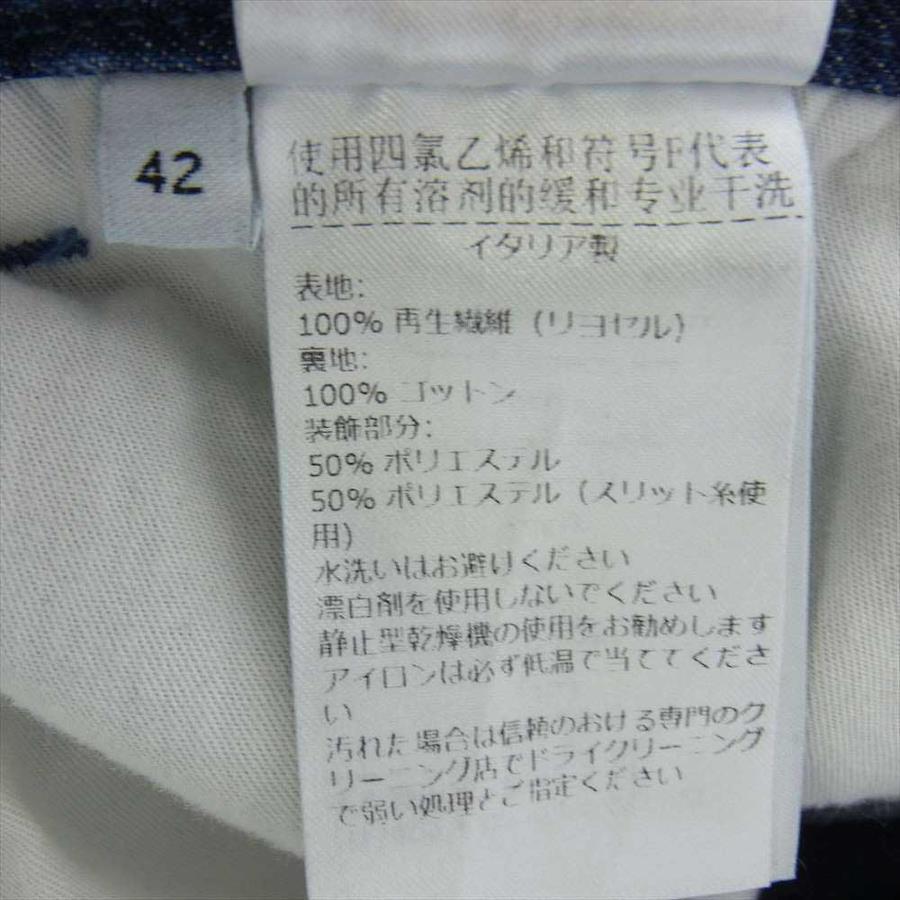 42
使用四氯乙烯和符号F代表
的所有溶剂的缓和专业干洗
イタリア製
表地:
100% 再生繊維 (リヨセル)
裏地:
100% コットン
装飾部分:
50% ポリエステル
50% ポリエステル (スリット糸使
用)
水洗いはお避けください
漂白剤を使用しないでください
静止型乾燥機の使用をお勧めします
アイロンは必ず低温で当ててくださ
い
汚れた場合は信頼のおける専門のク
リーニング店でドライクリーニング
で弱い処理とご指定ください